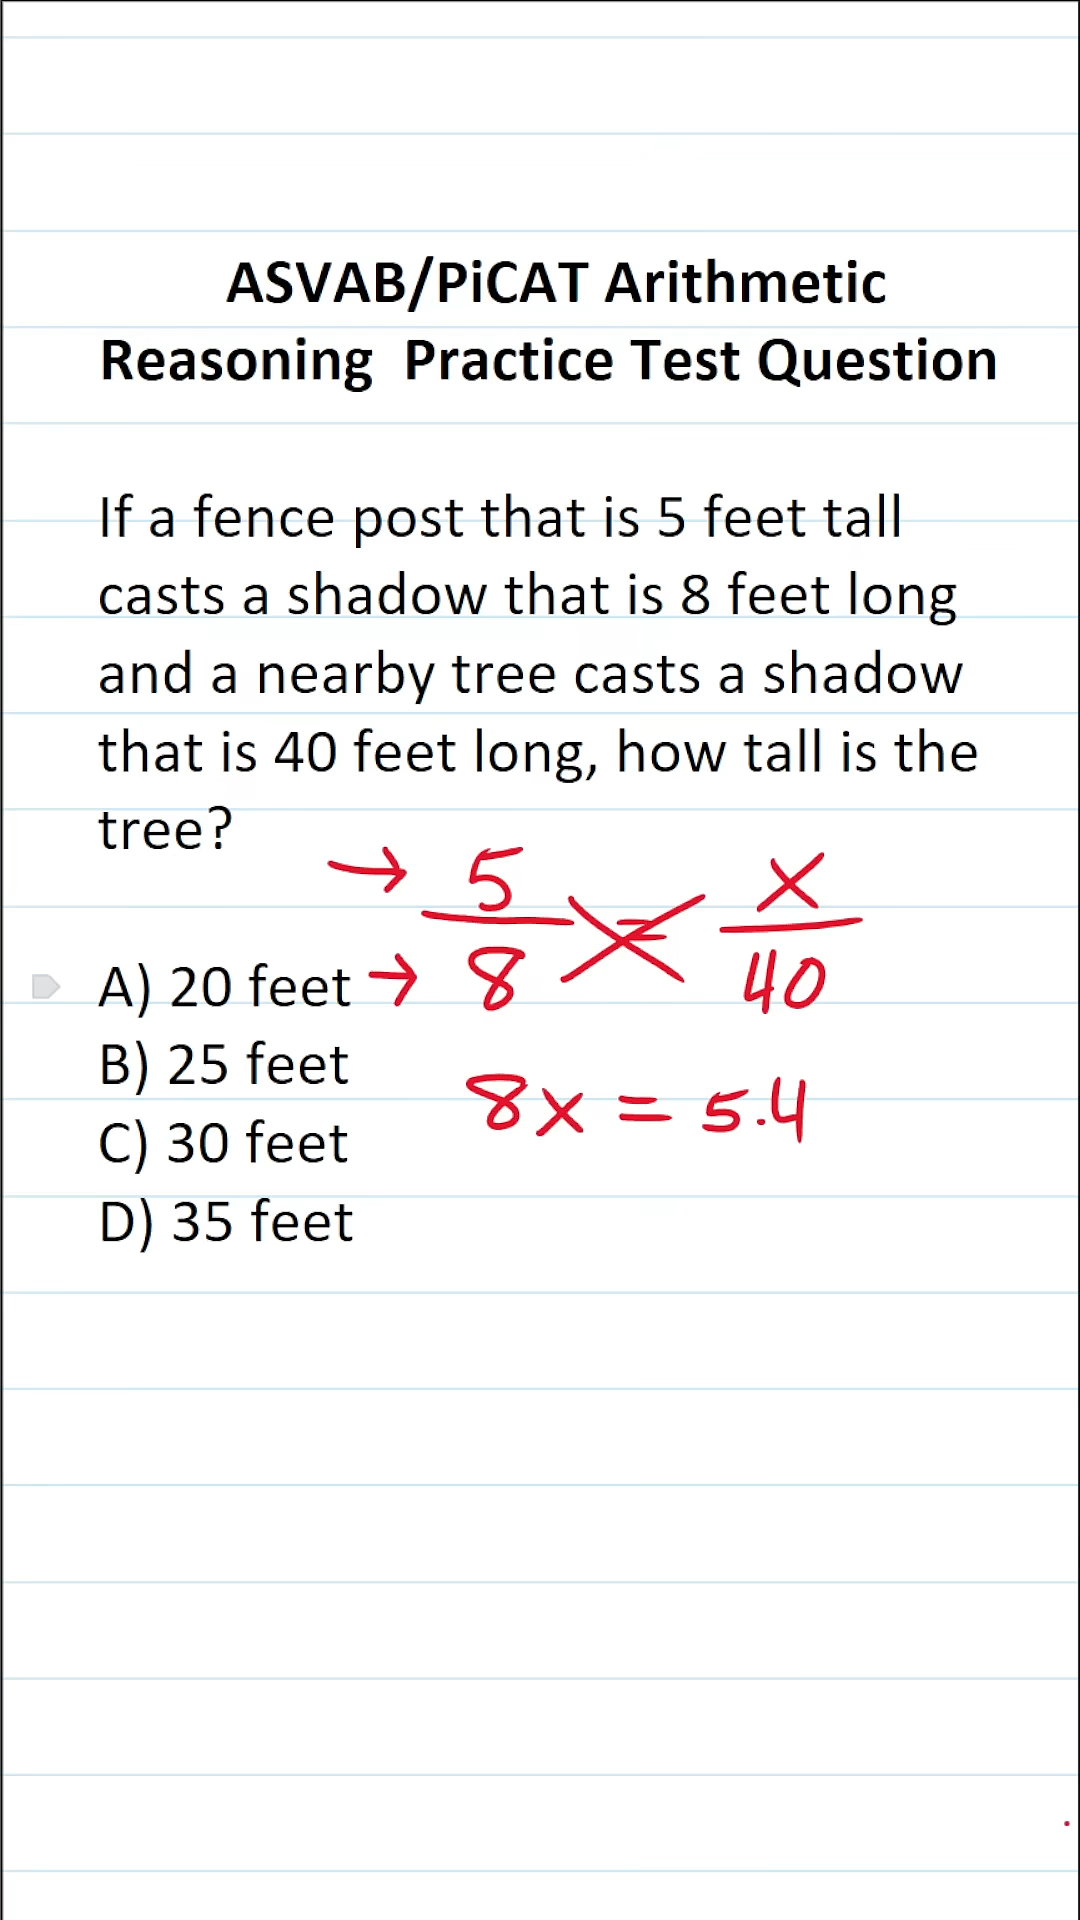 ASVAB/PiCAT Arithmetic
Reasoning Practice Test Question
If a fence post that is 5 feet tall
casts a shadow that is 8 feet long
and a nearby tree casts a shadow
that is 40 feet long, how tall is the
tree?
→ 5 = x
→ 8 40
A) 20 feet
B) 25 feet
C) 30 feet
D) 35 feet
8x = 5.4